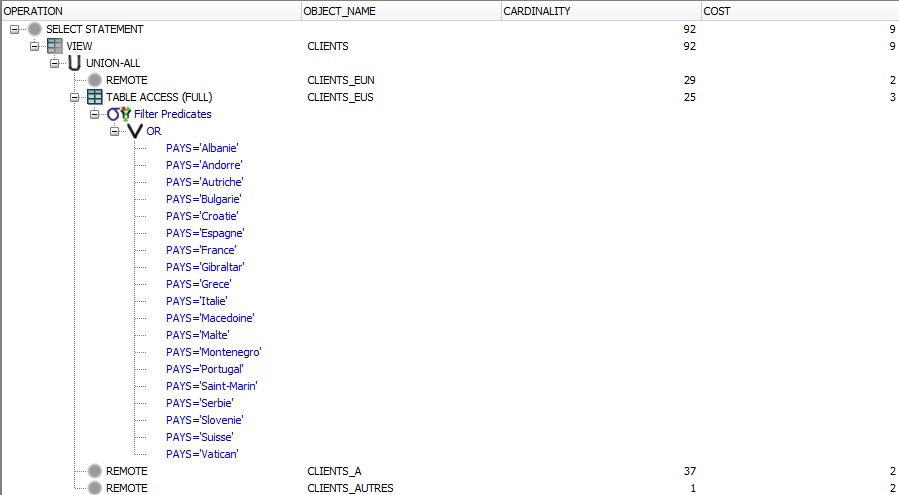 OPERATION OBJECT_NAME CARDINALITY COST
SELECT STATEMENT 92 9
VIEW CLIENTS 92 9
UNION-ALL
REMOTE CLIENTS_EUN 29 2
TABLE ACCESS (FULL) CLIENTS_EUS 25 3
Filter Predicates
OR
PAYS='Albanie'
PAYS='Andorre'
PAYS='Autriche'
PAYS='Bulgarie'
PAYS='Croatie'
PAYS='Espagne'
PAYS='France'
PAYS='Gibraltar'
PAYS='Grece'
PAYS='Italie'
PAYS='Macedoine'
PAYS='Malte'
PAYS='Montenegro'
PAYS='Portugal'
PAYS='Saint-Marin'
PAYS='Serbie'
PAYS='Slovenie'
PAYS='Suisse'
PAYS='Vatican'
REMOTE CLIENTS_A 37 2
REMOTE CLIENTS_AUTRES 1 2